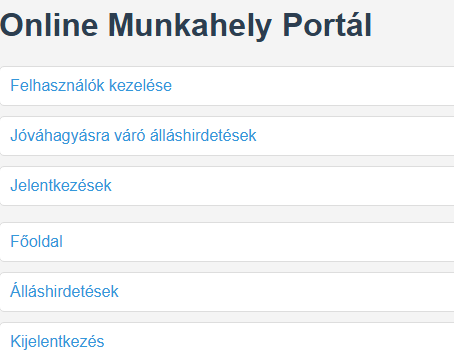 Online Munkahely Portál
Felhasználók kezelése
Jóváhagyásra váró álláshirdetések
Jelentkezések
Főoldal
Álláshirdetések
Kijelentkezés